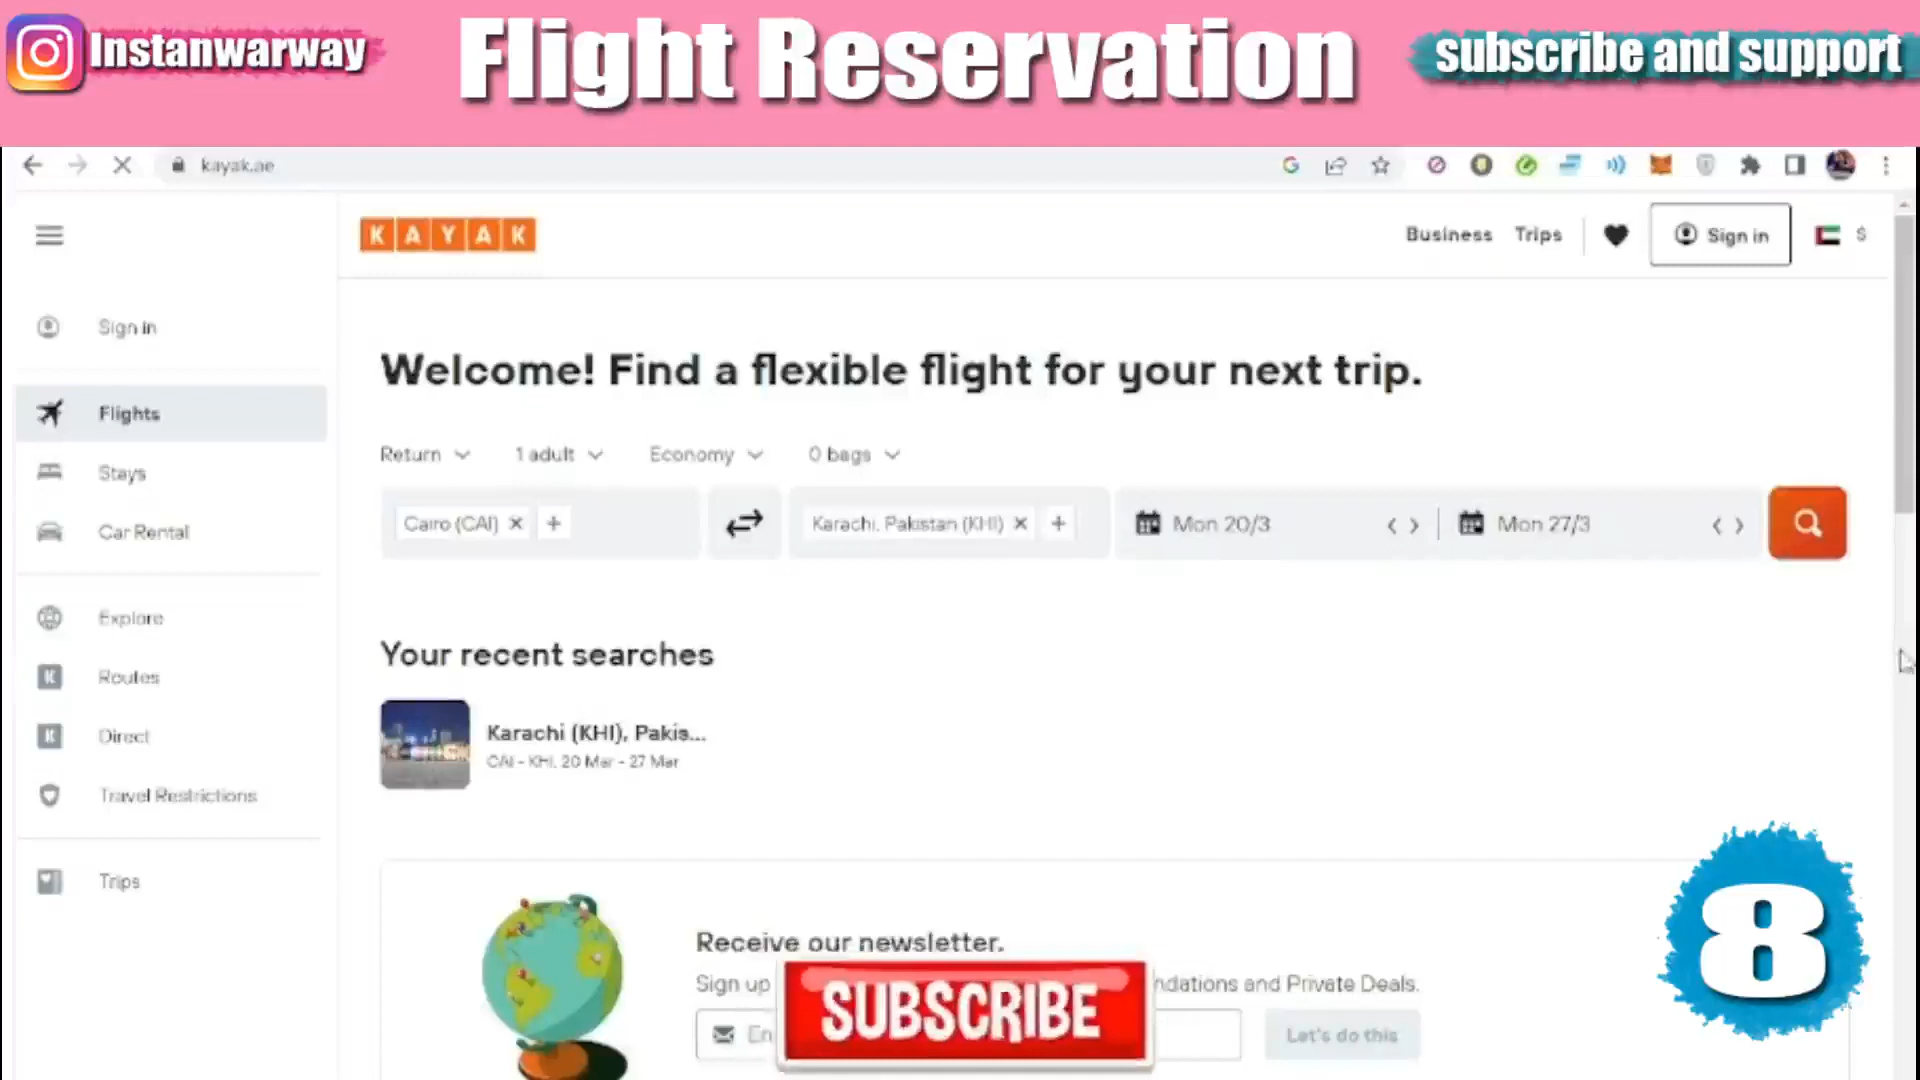 Instanwarway
Flight Reservation
subscribe and support
kayak.ae
KAYAK
Business Trips
Sign in
$
Sign in
Flights
Stays
Car Rental
Explore
Routes
Direct
Travel Restrictions
Trips
Welcome! Find a flexible flight for your next trip.
Return 1 adult Economy 0 bags
Cairo (CAI) × + Karachi, Pakistan (KHI) × + Mon 20/3 Mon 27/3
Your recent searches
Karachi (KHI), Pakis...
CAI - KHI, 20 Mar - 27 Mar
Receive our newsletter.
Sign up ndations and Private Deals.
En
Let's do this
SUBSCRIBE
8